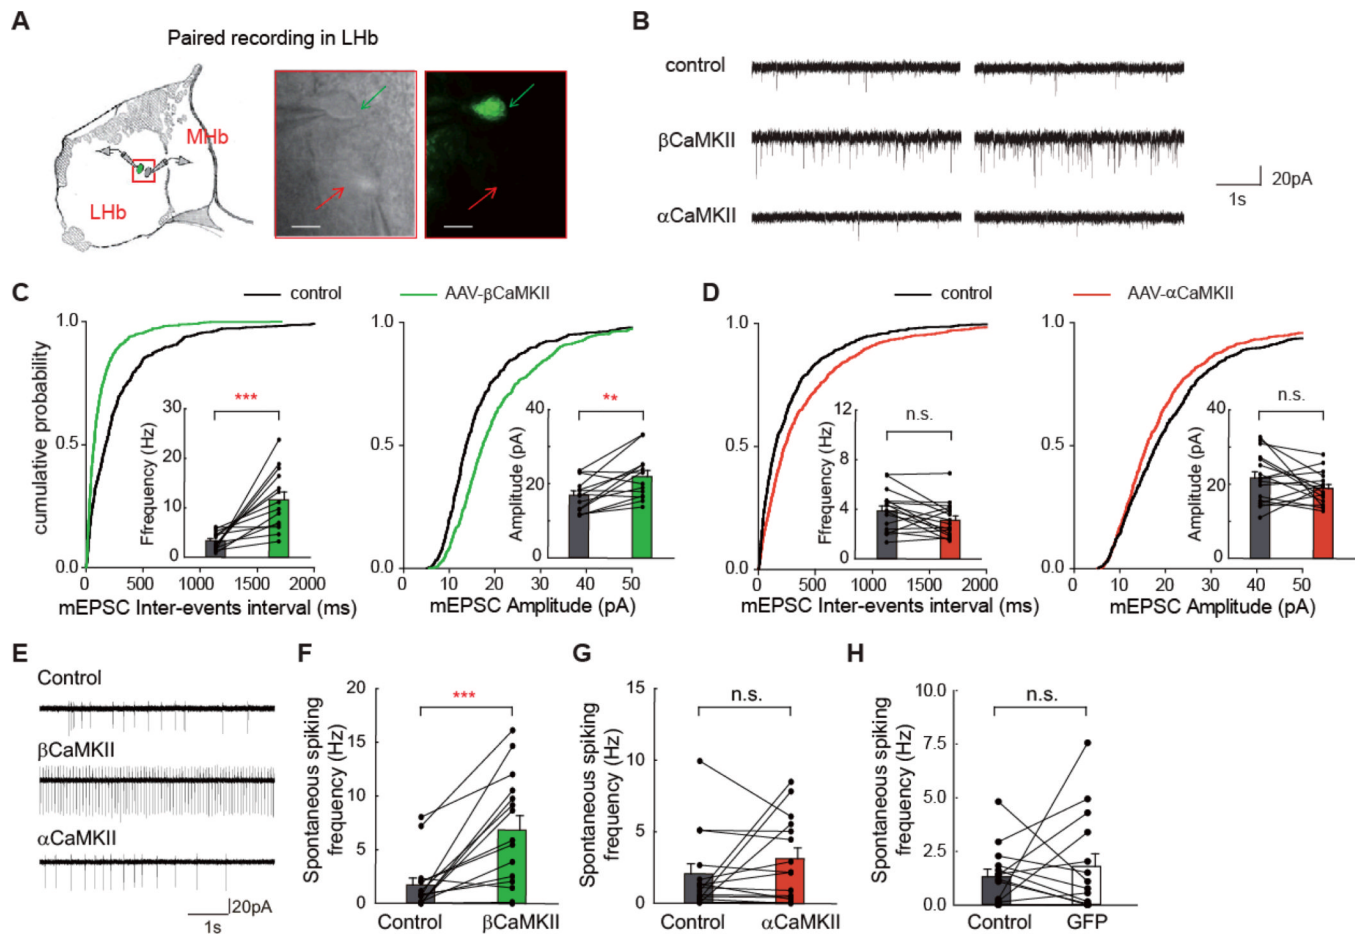 A
Paired recording in LHb
MHb
LHb
B
control
βCaMKII
αCaMKII
20pA
1s
C
control
AAV-βCaMKII
cumulative probability
1.0
0.5
0.0
0
500
1000
1500
2000
mEPSC Inter-events interval (ms)
Ffrequency (Hz)
30
20
10
0
***
1.0
0.5
0.0
0
10
20
30
40
50
mEPSC Amplitude (pA)
Amplitude (pA)
40
20
0
**
D
control
AAV-αCaMKII
1.0
0.5
0.0
0
500
1000
1500
2000
mEPSC Inter-events interval (ms)
Ffrequency (Hz)
12
8
4
0
n.s.
1.0
0.5
0.0
0
10
20
30
40
50
mEPSC Amplitude (pA)
Amplitude (pA)
40
20
0
n.s.
E
Control
βCaMKII
αCaMKII
20pA
1s
F
Spontaneous spiking
frequency (Hz)
20
15
10
5
0
***
Control
βCaMKII
G
Spontaneous spiking
frequency (Hz)
15
10
5
0
n.s.
Control
αCaMKII
H
Spontaneous spiking
frequency (Hz)
10.0
7.5
5.0
2.5
0.0
n.s.
Control
GFP